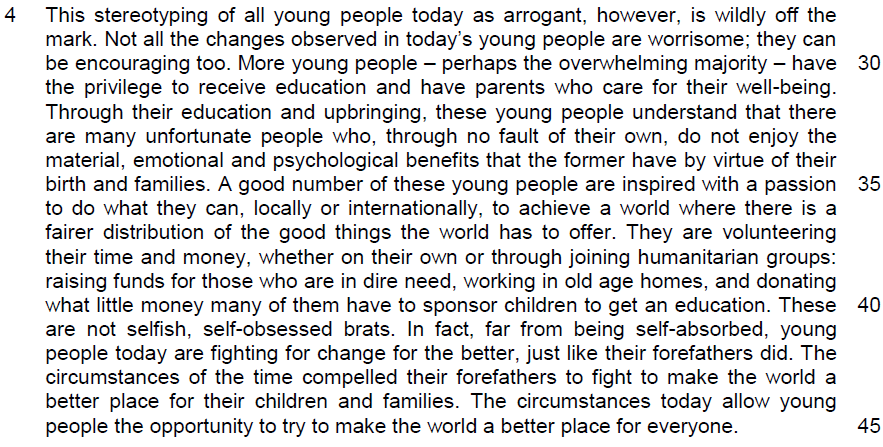 4 This stereotyping of all young people today as arrogant, however, is wildly off the
mark. Not all the changes observed in today's young people are worrisome; they can
be encouraging too. More young people – perhaps the overwhelming majority – have 30
the privilege to receive education and have parents who care for their well-being.
Through their education and upbringing, these young people understand that there
are many unfortunate people who, through no fault of their own, do not enjoy the
material, emotional and psychological benefits that the former have by virtue of their
birth and families. A good number of these young people are inspired with a passion 35
to do what they can, locally or internationally, to achieve a world where there is a
fairer distribution of the good things the world has to offer. They are volunteering
their time and money, whether on their own or through joining humanitarian groups:
raising funds for those who are in dire need, working in old age homes, and donating
what little money many of them have to sponsor children to get an education. These 40
are not selfish, self-obsessed brats. In fact, far from being self-absorbed, young
people today are fighting for change for the better, just like their forefathers did. The
circumstances of the time compelled their forefathers to fight to make the world a
better place for their children and families. The circumstances today allow young
people the opportunity to try to make the world a better place for everyone. 45